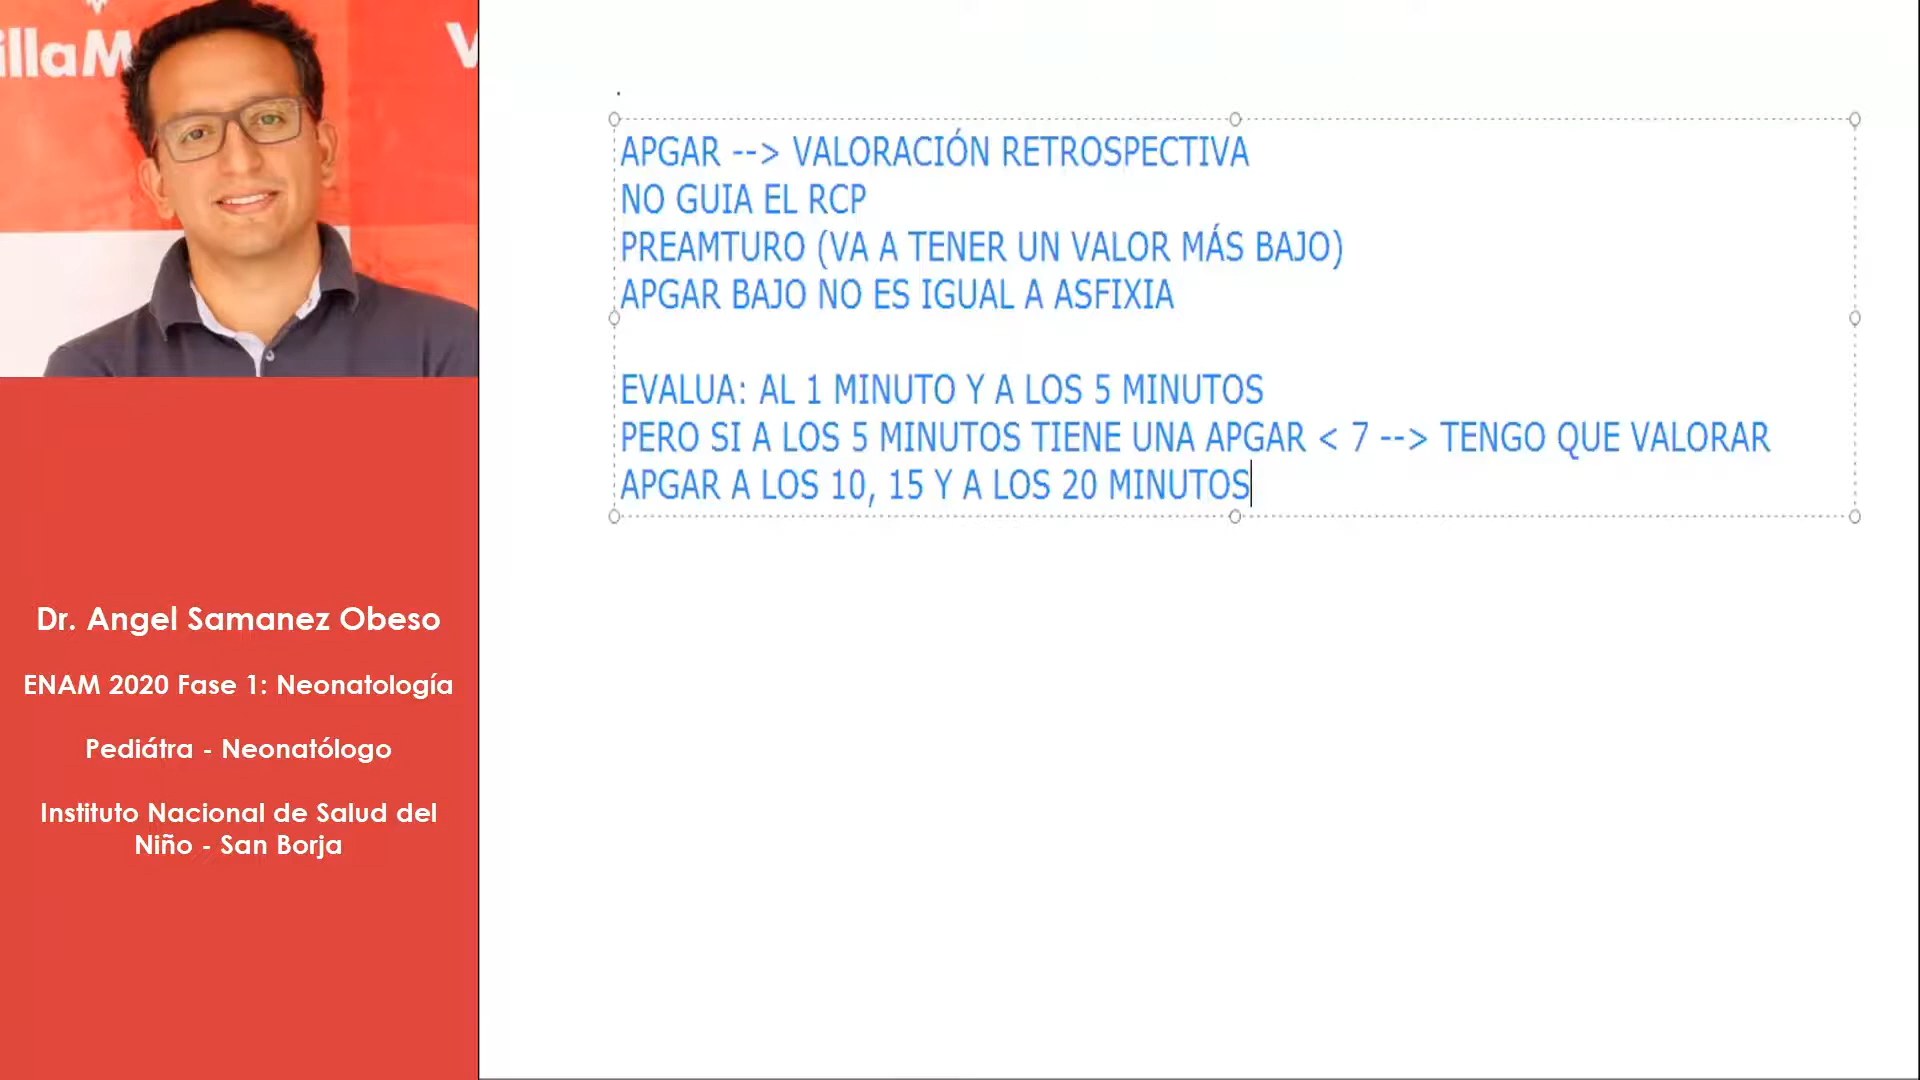 illaM
V
Dr. Angel Samanez Obeso
ENAM 2020 Fase 1: Neonatología
Pediátra - Neonatólogo
Instituto Nacional de Salud del
Niño - San Borja
.
APGAR --> VALORACIÓN RETROSPECTIVA
NO GUIA EL RCP
PREAMTURO (VA A TENER UN VALOR MÁS BAJO)
APGAR BAJO NO ES IGUAL A ASFIXIA
EVALUA: AL 1 MINUTO Y A LOS 5 MINUTOS
PERO SI A LOS 5 MINUTOS TIENE UNA APGAR < 7 --> TENGO QUE VALORAR
APGAR A LOS 10, 15 Y A LOS 20 MINUTOS